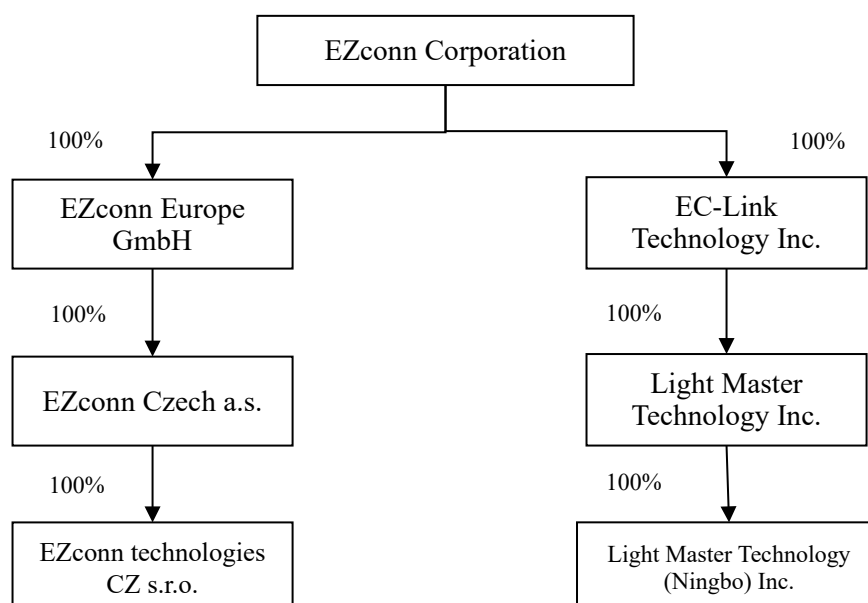 EZconn Corporation
100%
100%
EZconn Europe
GmbH
EC-Link
Technology Inc.
100%
100%
EZconn Czech a.s.
Light Master
Technology Inc.
100%
100%
EZconn technologies
CZ s.r.o.
Light Master Technology
(Ningbo) Inc.